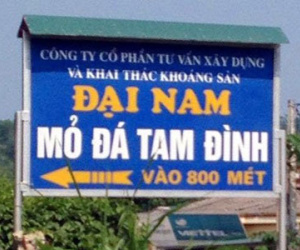 CÔNG TY CỔ PHẦN TƯ VẤN XÂY DỰNG
VÀ KHAI THÁC KHOÁNG SẢN
ĐẠI NAM
MỎ ĐÁ TAM ĐÌNH
VÀO 800 MÉT
VIETTEL